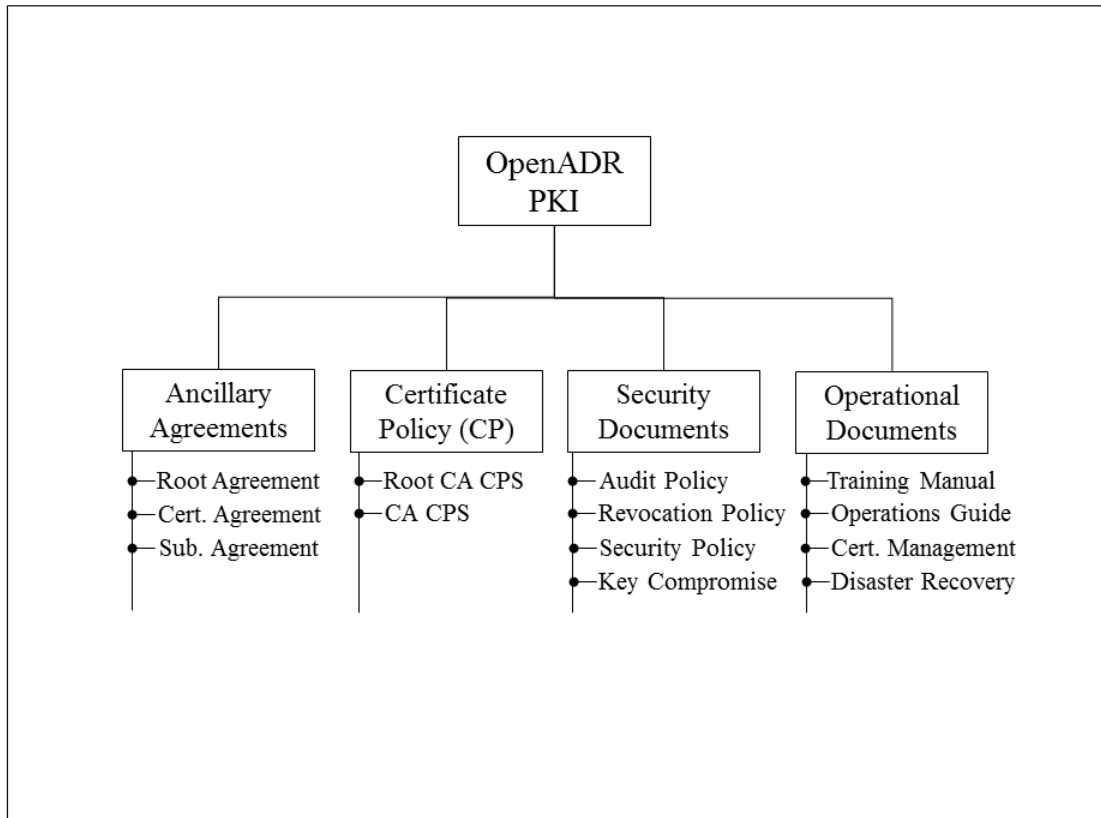 OpenADR
PKI
Ancillary
Agreements
Root Agreement
Cert. Agreement
Sub. Agreement
Certificate
Policy (CP)
Root CA CPS
CA CPS
Security
Documents
Audit Policy
Revocation Policy
Security Policy
Key Compromise
Operational
Documents
Training Manual
Operations Guide
Cert. Management
Disaster Recovery